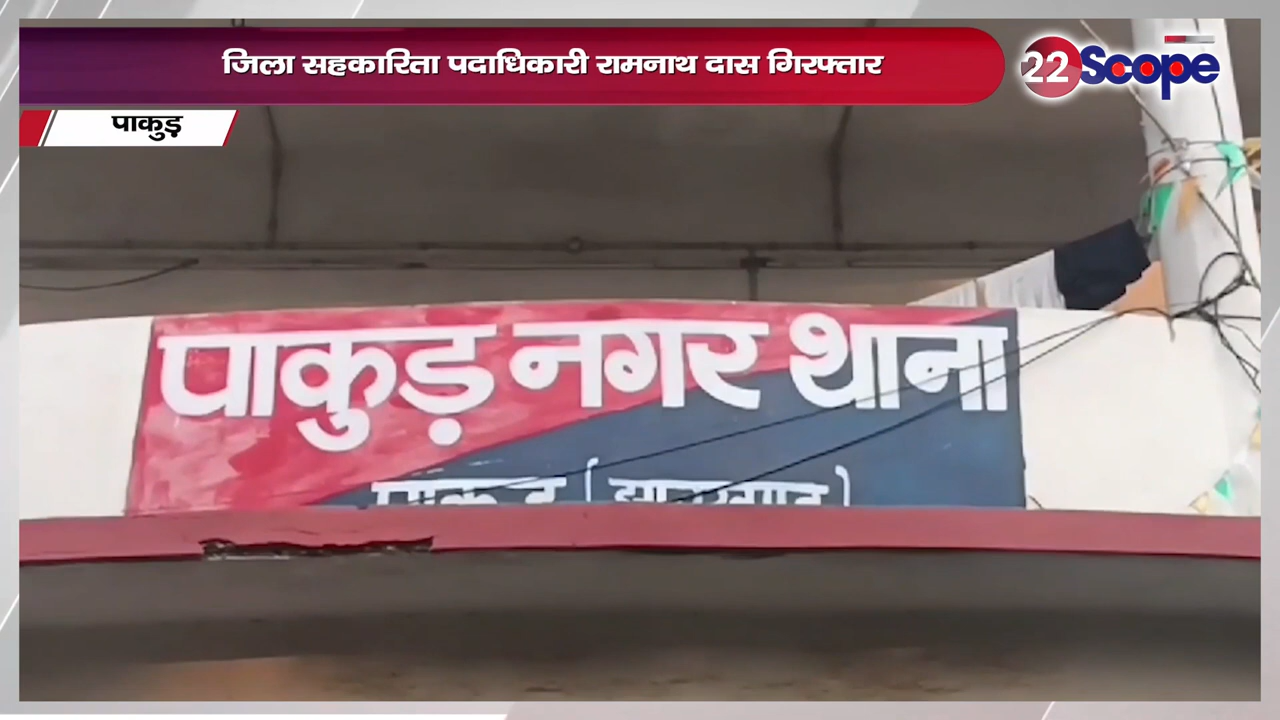 जिला सहकारिता पदाधिकारी रामनाथ दास गिरफ्तार
22Scope
पाकुड़
पाकुड़ नगर थाना